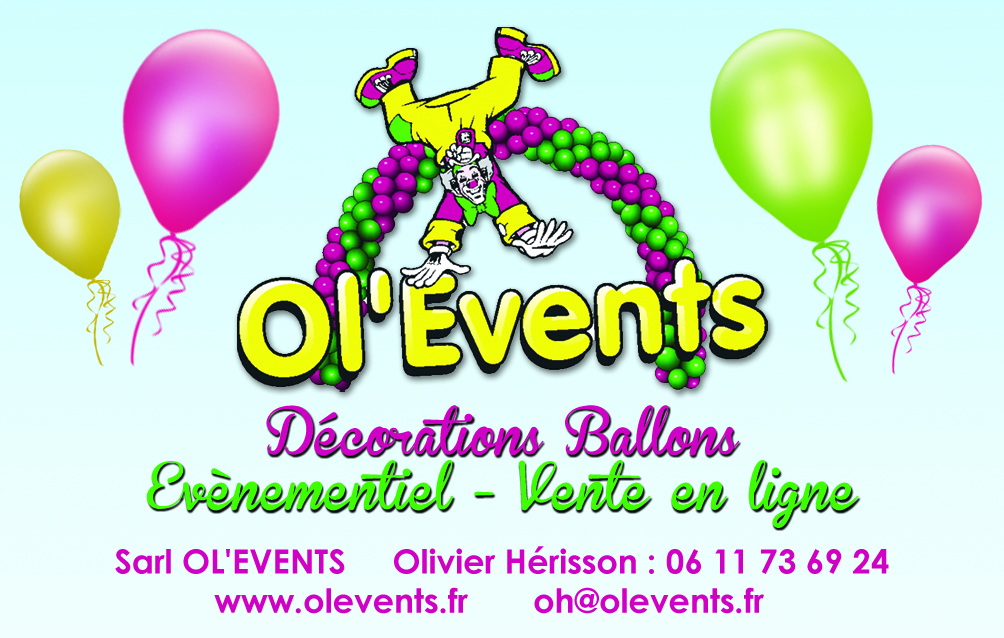 Ol'Events
Décorations Ballons
Evènementiel - Vente en ligne
Sarl OL'EVENTS Olivier Hérisson : 06 11 73 69 24
www.olevents.fr oh@olevents.fr